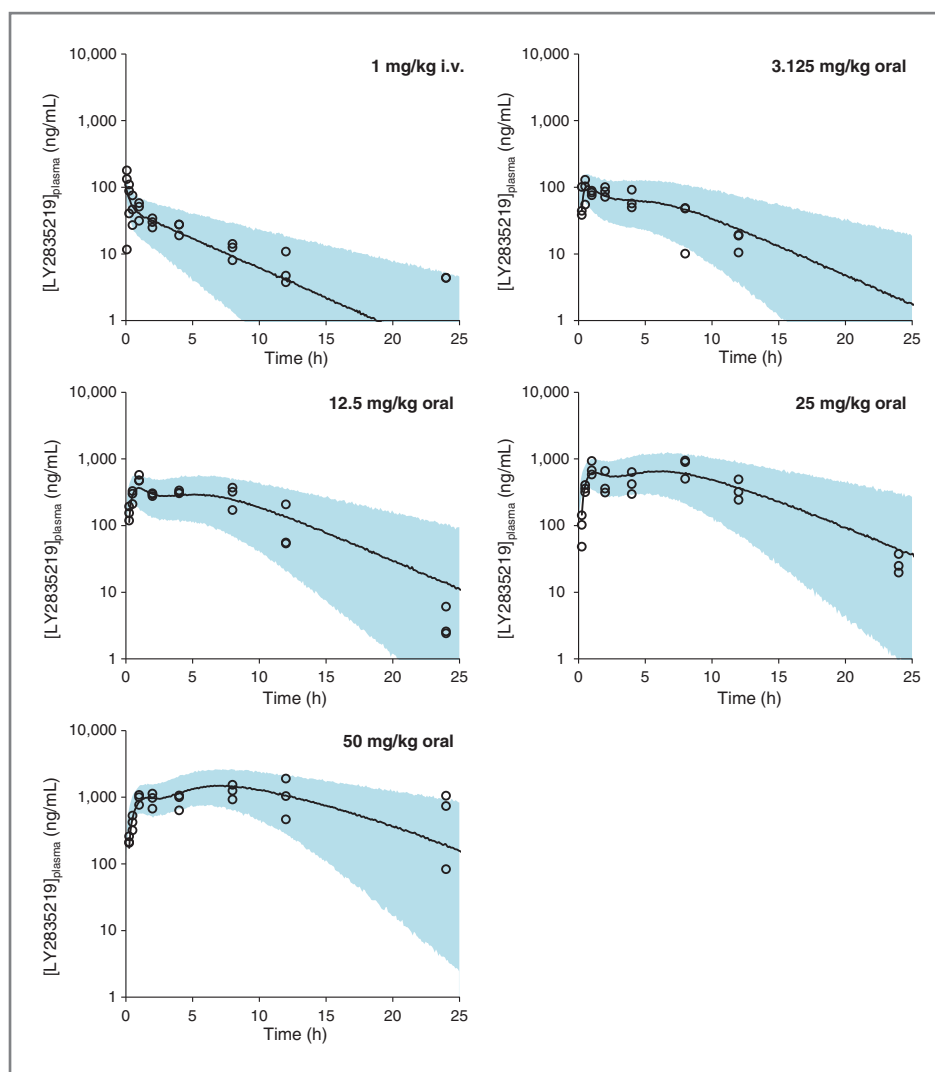 1 mg/kg i.v.
10,000
1,000
100
10
1
[LY2835219]plasma (ng/mL)
0 5 10 15 20 25
Time (h)
3.125 mg/kg oral
10,000
1,000
100
10
1
[LY2835219]plasma (ng/mL)
0 5 10 15 20 25
Time (h)
12.5 mg/kg oral
10,000
1,000
100
10
1
[LY2835219]plasma (ng/mL)
0 5 10 15 20 25
Time (h)
25 mg/kg oral
10,000
1,000
100
10
1
[LY2835219]plasma (ng/mL)
0 5 10 15 20 25
Time (h)
50 mg/kg oral
10,000
1,000
100
10
1
[LY2835219]plasma (ng/mL)
0 5 10 15 20 25
Time (h)